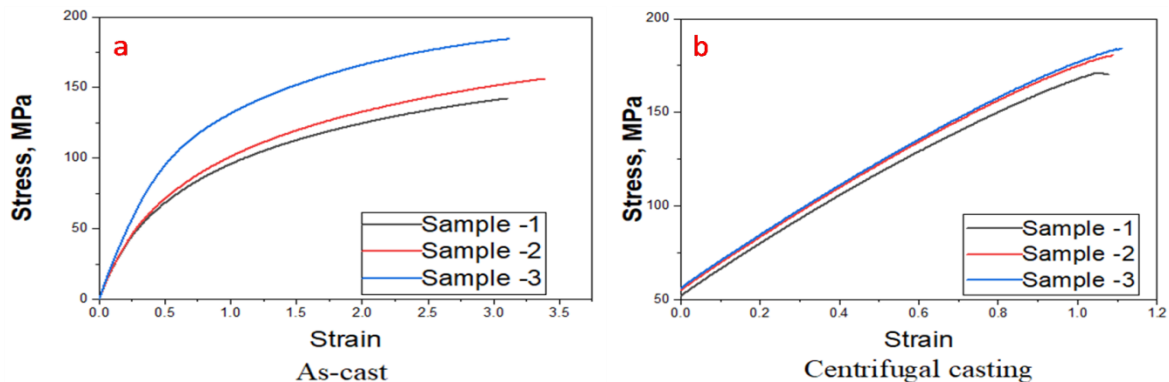 a
Stress, MPa
200
150
100
50
0
0.0 0.5 1.0 1.5 2.0 2.5 3.0 3.5
Sample -1
Sample -2
Sample -3
Strain
As-cast
b
Stress, MPa
200
150
100
50
0.0 0.2 0.4 0.6 0.8 1.0 1.2
Sample -1
Sample -2
Sample -3
Strain
Centrifugal casting